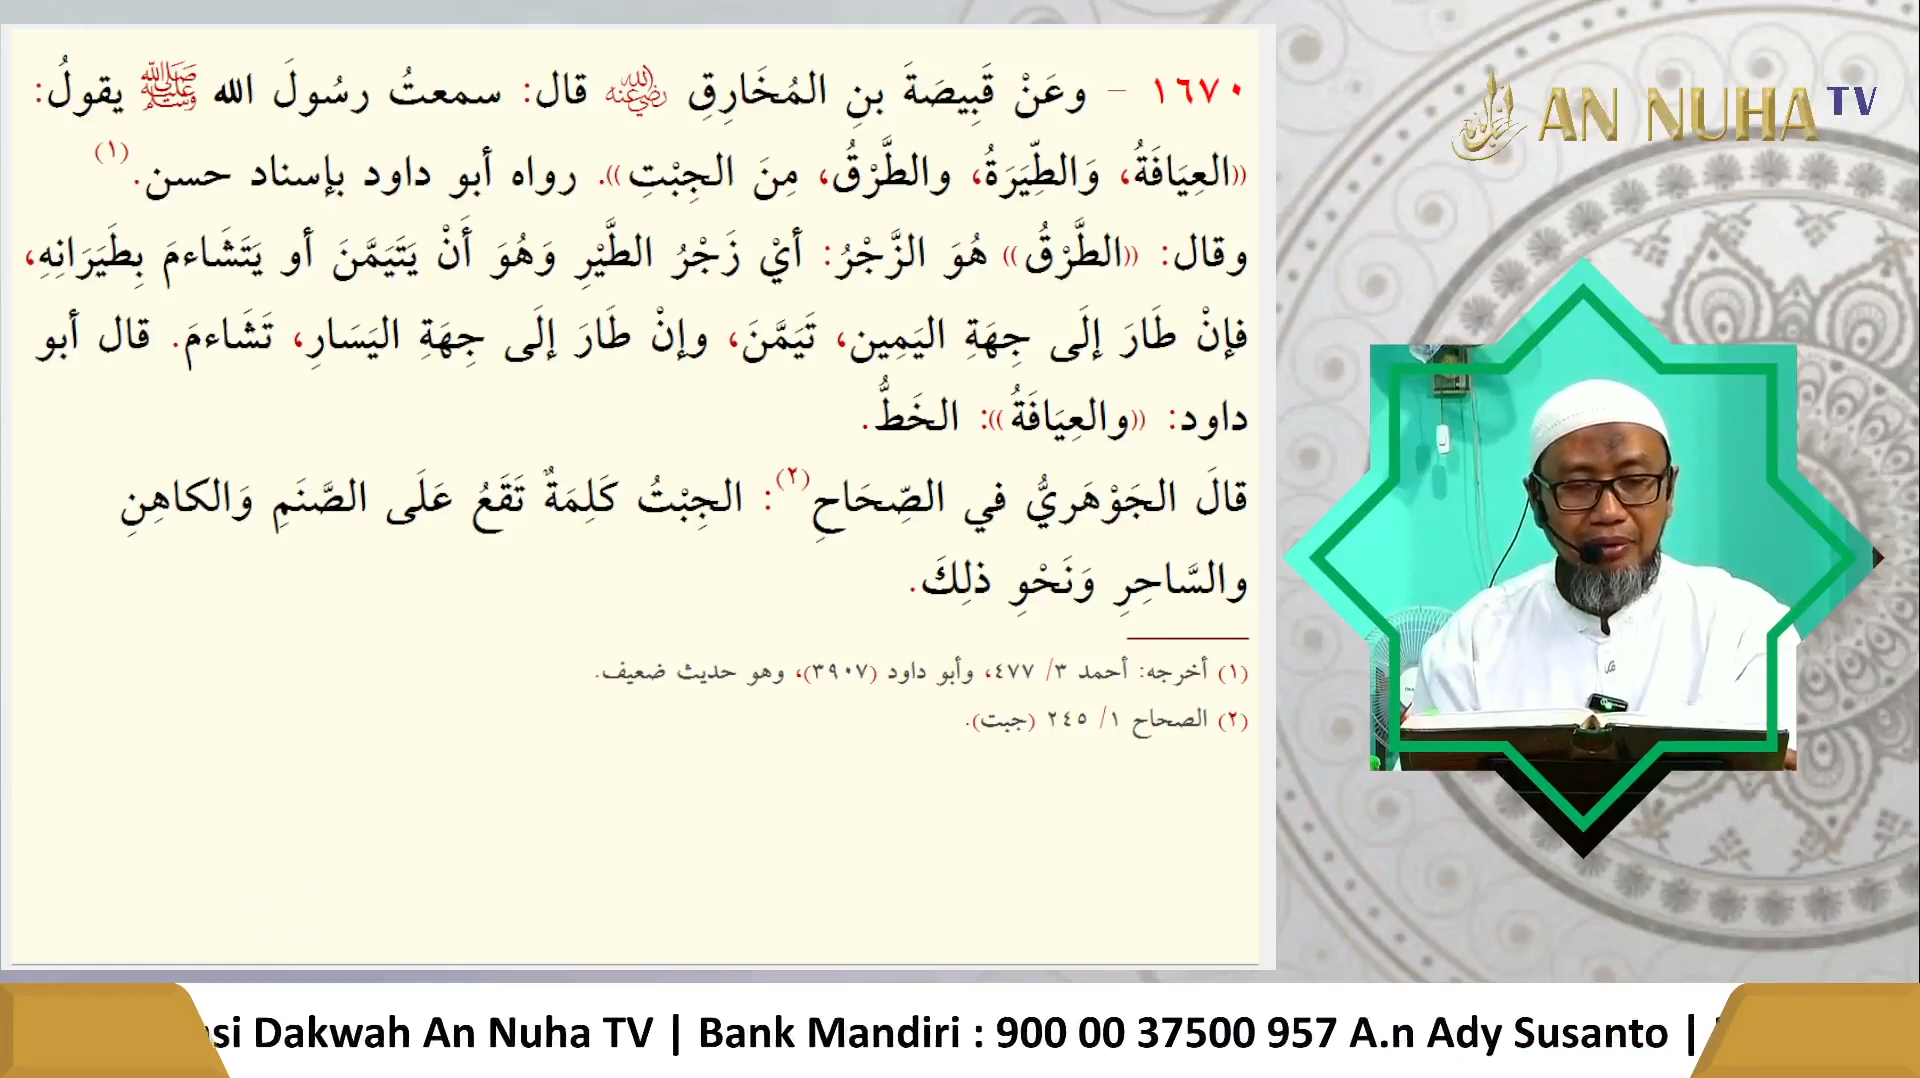 ١٦٧٠ – وعَنْ قَبِيصَةَ بنِ المُخَارِقِ رضي الله عنه قال: سمعتُ رسُولَ الله ﷺ يقولُ:
((العِيَافَةُ، وَالطِّيَرَةُ، والطَّرْقُ، مِنَ الجِبْتِ)). رواه أبو داود بإسناد حسن.(١)
وقال: ((الطَّرْقُ)) هُوَ الزَّجْرُ: أيْ زَجْرُ الطَّيْرِ وَهُوَ أَنْ يَتَيَمَّنَ أو يَتَشَاءمَ بِطَيَرَانِهِ،
فإنْ طَارَ إلَى جِهَةِ اليَمِين، تَيَمَّنَ، وإنْ طَارَ إلَى جِهَةِ اليَسَارِ، تَشَاءمَ. قال أبو
داود: ((والعِيَافَةُ)): الخَطُّ.
قالَ الجَوْهَريُّ في الصِّحَاحِ(٢): الجِبْتُ كَلِمَةٌ تَقَعُ عَلَى الصَّنَمِ وَالكاهِنِ
والسَّاحِرِ وَنَحْوِ ذلِكَ.
(١) أخرجه: أحمد ٣/ ٤٧٧، وأبو داود (٣٩٠٧)، وهو حديث ضعيف.
(٢) الصحاح ١/ ٢٤٥ (جبت).
AN NUHA TV
si Dakwah An Nuha TV | Bank Mandiri : 900 00 37500 957 A.n Ady Susanto |